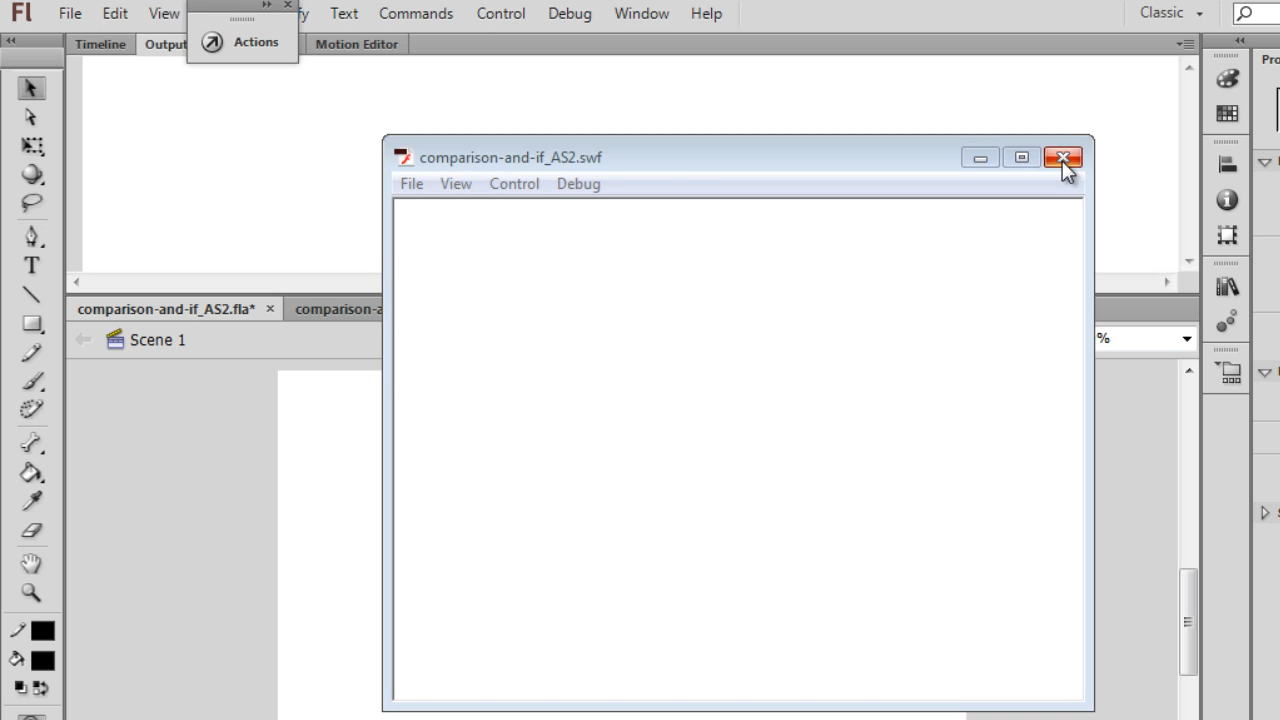 Fl File Edit View fy Text Commands Control Debug Window Help Classic
Actions
Timeline Output Motion Editor Pro
comparison-and-if_AS2.swf
File View Control Debug
comparison-and-if_AS2.fla* comparison-a
Scene 1 %
T